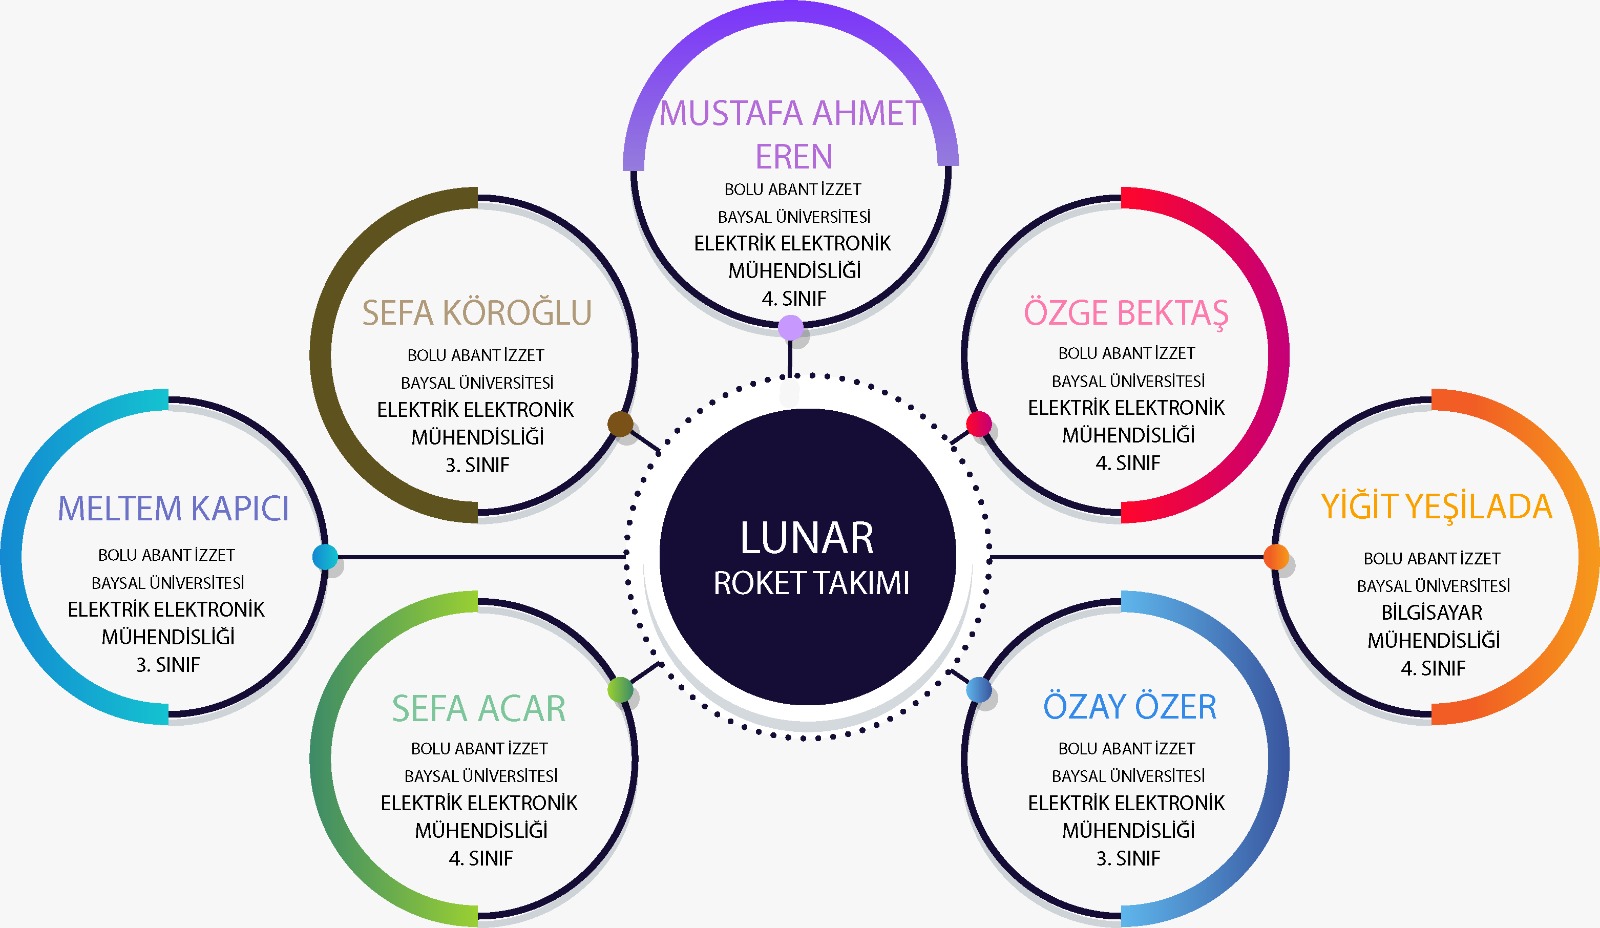 MUSTAFA AHMET
EREN
BOLU ABANT İZZET
BAYSAL ÜNİVERSİTESİ
ELEKTRİK ELEKTRONİK
MÜHENDİSLİĞİ
4. SINIF
SEFA KÖROĞLU
BOLU ABANT İZZET
BAYSAL ÜNİVERSİTESİ
ELEKTRİK ELEKTRONİK
MÜHENDİSLİĞİ
3. SINIF
ÖZGE BEKTAŞ
BOLU ABANT İZZET
BAYSAL ÜNİVERSİTESİ
ELEKTRİK ELEKTRONİK
MÜHENDİSLİĞİ
4. SINIF
MELTEM KAPICI
BOLU ABANT İZZET
BAYSAL ÜNİVERSİTESİ
ELEKTRİK ELEKTRONİK
MÜHENDİSLİĞİ
3. SINIF
LUNAR
ROKET TAKIMI
YİĞİT YEŞİLADA
BOLU ABANT İZZET
BAYSAL ÜNİVERSİTESİ
BİLGİSAYAR
MÜHENDİSLİĞİ
4. SINIF
SEFA ACAR
BOLU ABANT İZZET
BAYSAL ÜNİVERSİTESİ
ELEKTRİK ELEKTRONİK
MÜHENDİSLİĞİ
4. SINIF
ÖZAY ÖZER
BOLU ABANT İZZET
BAYSAL ÜNİVERSİTESİ
ELEKTRİK ELEKTRONİK
MÜHENDİSLİĞİ
3. SINIF